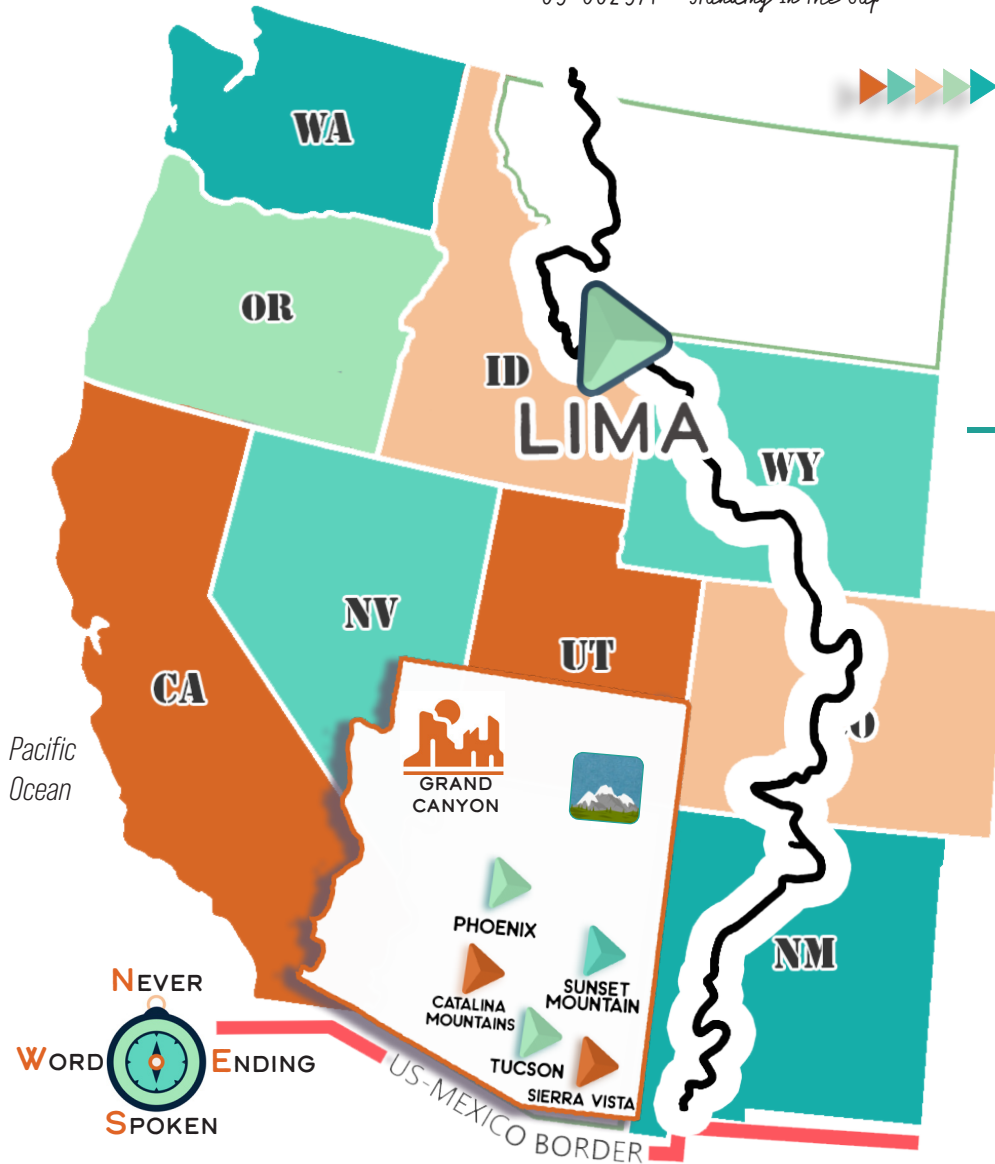 WA
OR
ID
LIMA
WY
NV
UT
CA
Pacific
Ocean
GRAND
CANYON
PHOENIX
SUNSET
MOUNTAIN
CATALINA
MOUNTAINS
TUCSON
SIERRA VISTA
NM
NEVER
WORD
ENDING
SPOKEN
US-MEXICO BORDER